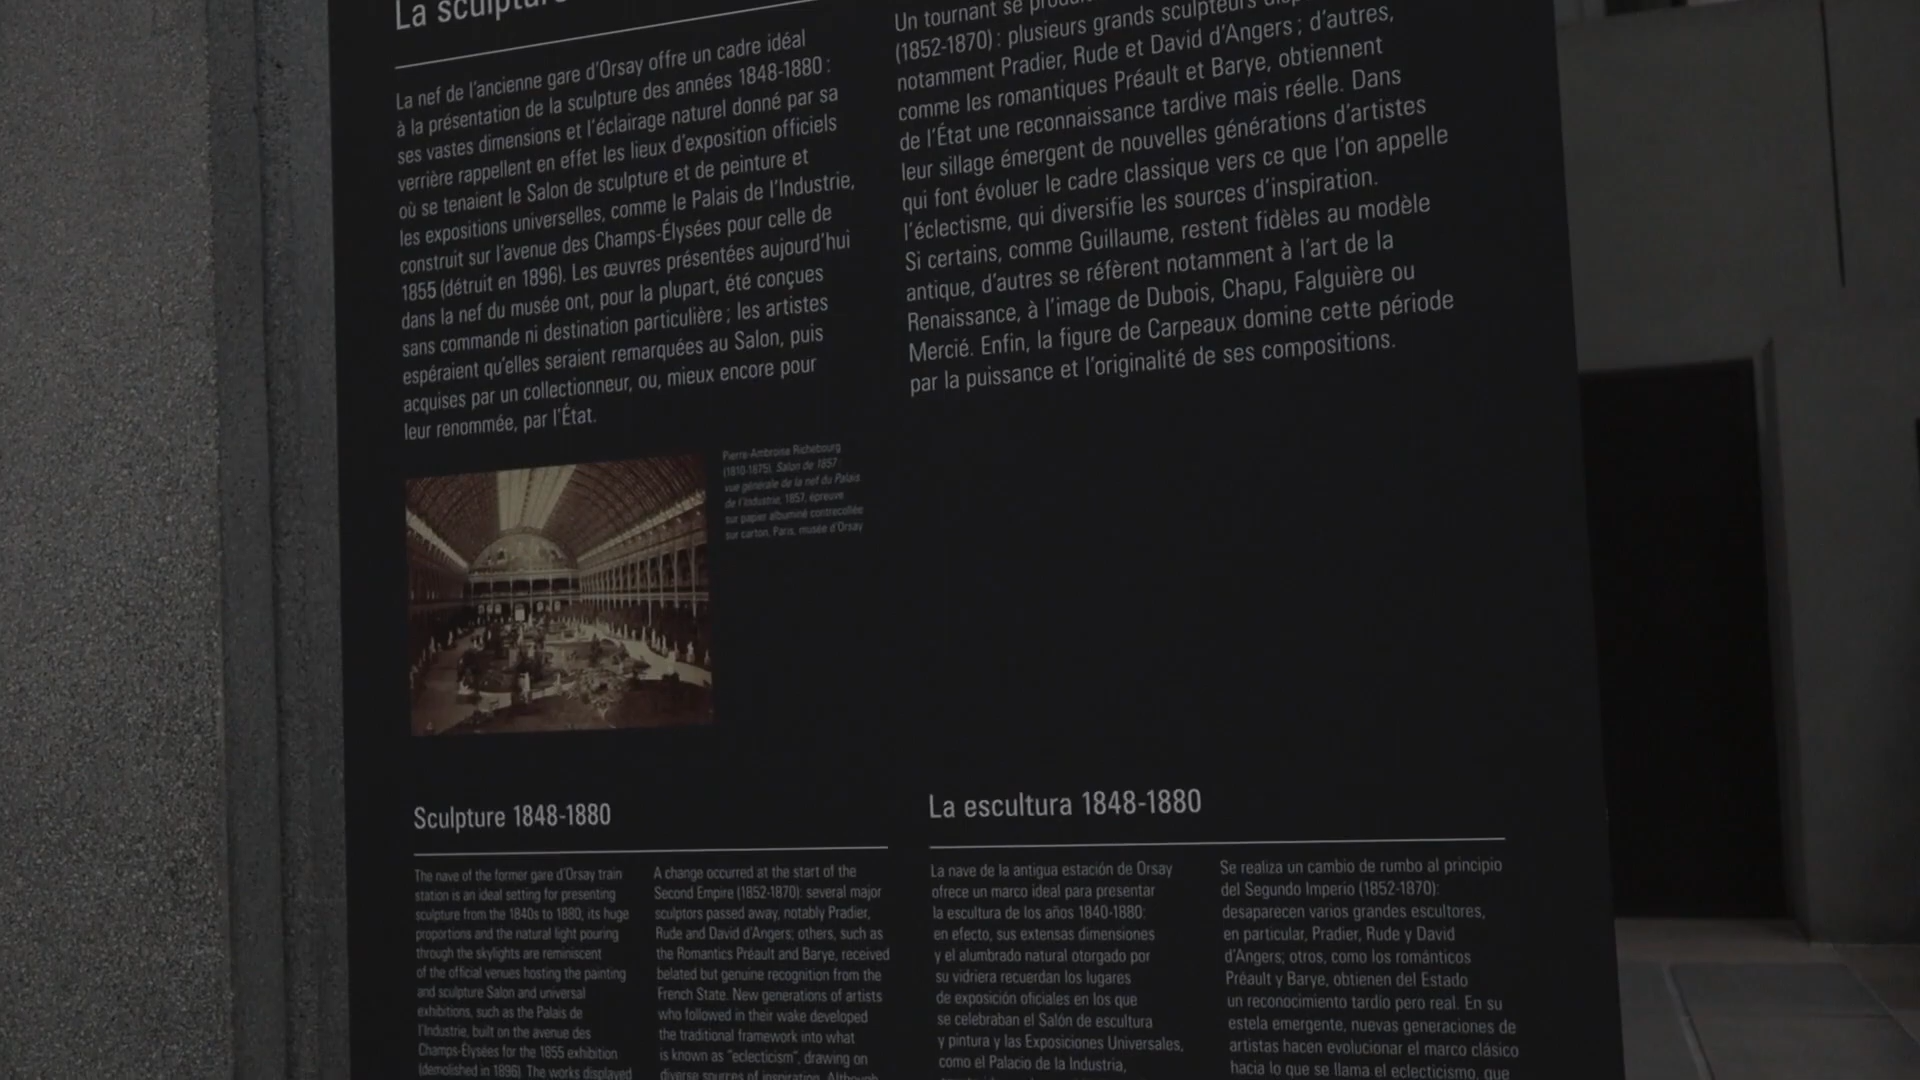 La sculpture
La nef de l'ancienne gare d'Orsay offre un cadre idéal
à la présentation de la sculpture des années 1848-1880 :
ses vastes dimensions et l'éclairage naturel donné par sa
verrière rappellent en effet les lieux d'exposition officiels
où se tenaient le Salon de sculpture et de peinture et
les expositions universelles, comme le Palais de l'Industrie,
construit sur l'avenue des Champs-Élysées pour celle de
1855 (détruit en 1896). Les œuvres présentées aujourd'hui
dans la nef du musée ont, pour la plupart, été conçues
sans commande ni destination particulière ; les artistes
espéraient qu'elles seraient remarquées au Salon, puis
acquises par un collectionneur, ou, mieux encore pour
leur renommée, par l'État.
Un tournant se
(1852-1870) : plusieurs grands sculpteurs
notamment Pradier, Rude et David d'Angers ; d'autres,
comme les romantiques Préault et Barye, obtiennent
de l'État une reconnaissance tardive mais réelle. Dans
leur sillage émergent de nouvelles générations d'artistes
qui font évoluer le cadre classique vers ce que l'on appelle
l'éclectisme, qui diversifie les sources d'inspiration.
Si certains, comme Guillaume, restent fidèles au modèle
antique, d'autres se réfèrent notamment à l'art de la
Renaissance, à l'image de Dubois, Chapu, Falguière ou
Mercié. Enfin, la figure de Carpeaux domine cette période
par la puissance et l'originalité de ses compositions.
Pierre-Ambroise Richebourg
(1810-1875), Salon de 1857 :
vue générale de la nef du Palais
de l'Industrie, 1857, épreuve
sur papier albuminé contrecollée
sur carton, Paris, musée d'Orsay
Sculpture 1848-1880
The nave of the former gare d'Orsay train
station is an ideal setting for presenting
sculpture from the 1840s to 1880; its huge
proportions and the natural light pouring
through the skylights are reminiscent
of the official venues hosting the painting
and sculpture Salon and universal
exhibitions, such as the Palais de
l'Industrie, built on the avenue des
Champs-Élysées for the 1855 exhibition
(demolished in 1896). The works displayed
A change occurred at the start of the
Second Empire (1852-1870): several major
sculptors passed away, notably Pradier,
Rude and David d'Angers; others, such as
the Romantics Préault and Barye, received
belated but genuine recognition from the
French State. New generations of artists
who followed in their wake developed
the traditional framework into what
is known as "eclecticism", drawing on
diverse sources of inspiration. Although
La escultura 1848-1880
La nave de la antigua estación de Orsay
ofrece un marco ideal para presentar
la escultura de los años 1840-1880:
en efecto, sus extensas dimensiones
y el alumbrado natural otorgado por
su vidriera recuerdan los lugares
de exposición oficiales en los que
se celebraban el Salón de escultura
y pintura y las Exposiciones Universales,
como el Palacio de la Industria,
Se realiza un cambio de rumbo al principio
del Segundo Imperio (1852-1870):
desaparecen varios grandes escultores,
en particular, Pradier, Rude y David
d'Angers; otros, como los románticos
Préault y Barye, obtienen del Estado
un reconocimiento tardío pero real. En su
estela emergente, nuevas generaciones de
artistas hacen evolucionar el marco clásico
hacia lo que se llama el eclecticismo, que